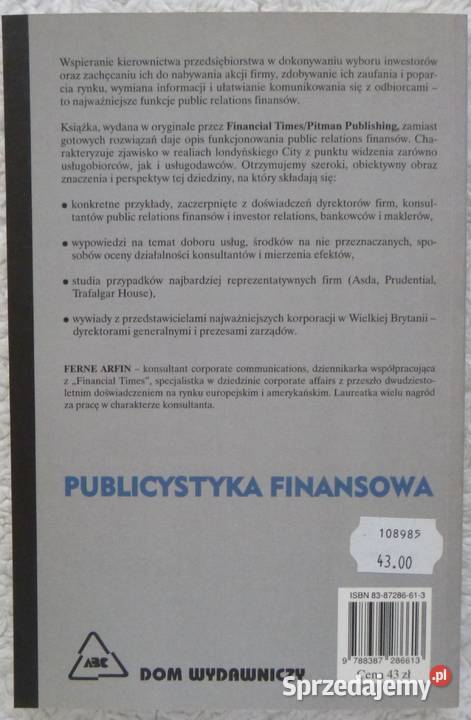 Wspieranie kierownictwa przedsiębiorstwa w dokonywaniu wyboru inwestorów
oraz zachęcaniu ich do nabywania akcji firmy, zdobywanie ich zaufania i popar-
cia rynku, wymiana informacji i ułatwianie komunikowania się z odbiorcami –
to najważniejsze funkcje public relations finansów.
Książka, wydana w oryginale przez Financial Times/Pitman Publishing, zamiast
gotowych rozwiązań daje opis funkcjonowania public relations finansów. Cha-
rakteryzuje zjawisko w realiach londyńskiego City z punktu widzenia zarówno
usługobiorców, jak i usługodawców. Otrzymujemy szeroki, obiektywny obraz
znaczenia i perspektyw tej dziedziny, na który składają się:
● konkretne przykłady, zaczerpnięte z doświadczeń dyrektorów firm, konsul-
tantów public relations finansów i investor relations, bankowców i maklerów,
● wypowiedzi na temat doboru usług, środków na nie przeznaczanych, spo-
sobów oceny działalności konsultantów i mierzenia efektów,
● studia przypadków najbardziej reprezentatywnych firm (Asda, Prudential,
Trafalgar House),
● wywiady z przedstawicielami najważniejszych korporacji w Wielkiej Brytanii –
dyrektorami generalnymi i prezesami zarządów.
FERNE ARFIN – konsultant corporate communications, dziennikarka współpracująca
z „Financial Times”, specjalistka w dziedzinie corporate affairs z przeszło dwudziesto-
letnim doświadczeniem na rynku europejskim i amerykańskim. Laureatka wielu nagród
za pracę w charakterze konsultanta.
PUBLICYSTYKA FINANSOWA
108985
43.00
ISBN 83-87286-61-3
9 788387 286613
Cena 43 zł
ABC
DOM WYDAWNICZY
Sprzedajemy.pl